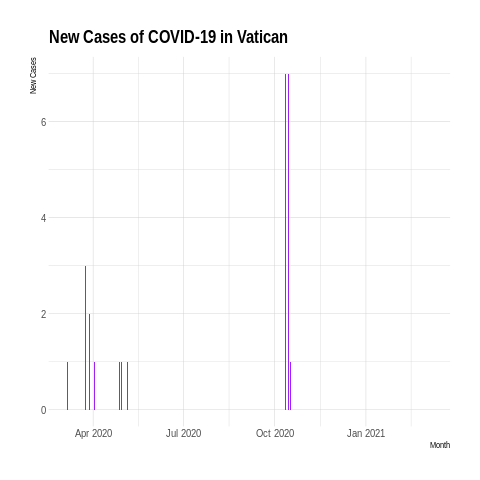 New Cases of COVID-19 in Vatican
New Cases
6
4
2
0
Apr 2020 Jul 2020 Oct 2020 Jan 2021
Month